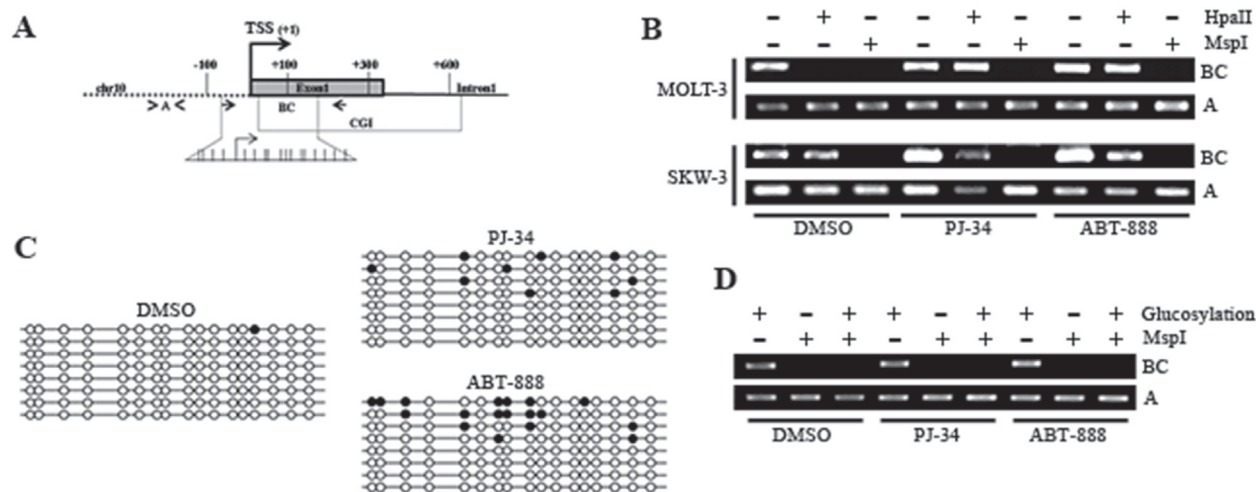 A
TSS (+1)
-100
+100
+300
+600
chr10
Exon1
Intron1
A
BC
CGI
B
- + - - + - - + - HpaII
- - + - - + - - + MspI
MOLT-3
BC
A
SKW-3
BC
A
DMSO PJ-34 ABT-888
C
DMSO
PJ-34
ABT-888
D
+ - + + - + + - + Glucosylation
- + + - + + - + + MspI
BC
A
DMSO PJ-34 ABT-888